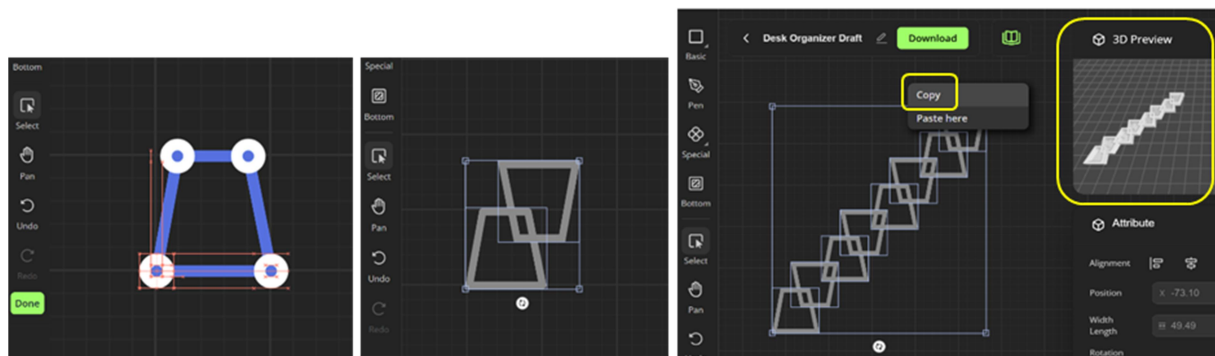 Bottom
Select
Pan
Undo
Redo
Done
Special
Bottom
Select
Pan
Undo
Redo
Basic
Pen
Special
Bottom
Select
Pan
Desk Organizer Draft
Download
Copy
Paste here
3D Preview
Attribute
Alignment
Position
X -73.10
Width
Length
W 49.49
Rotation